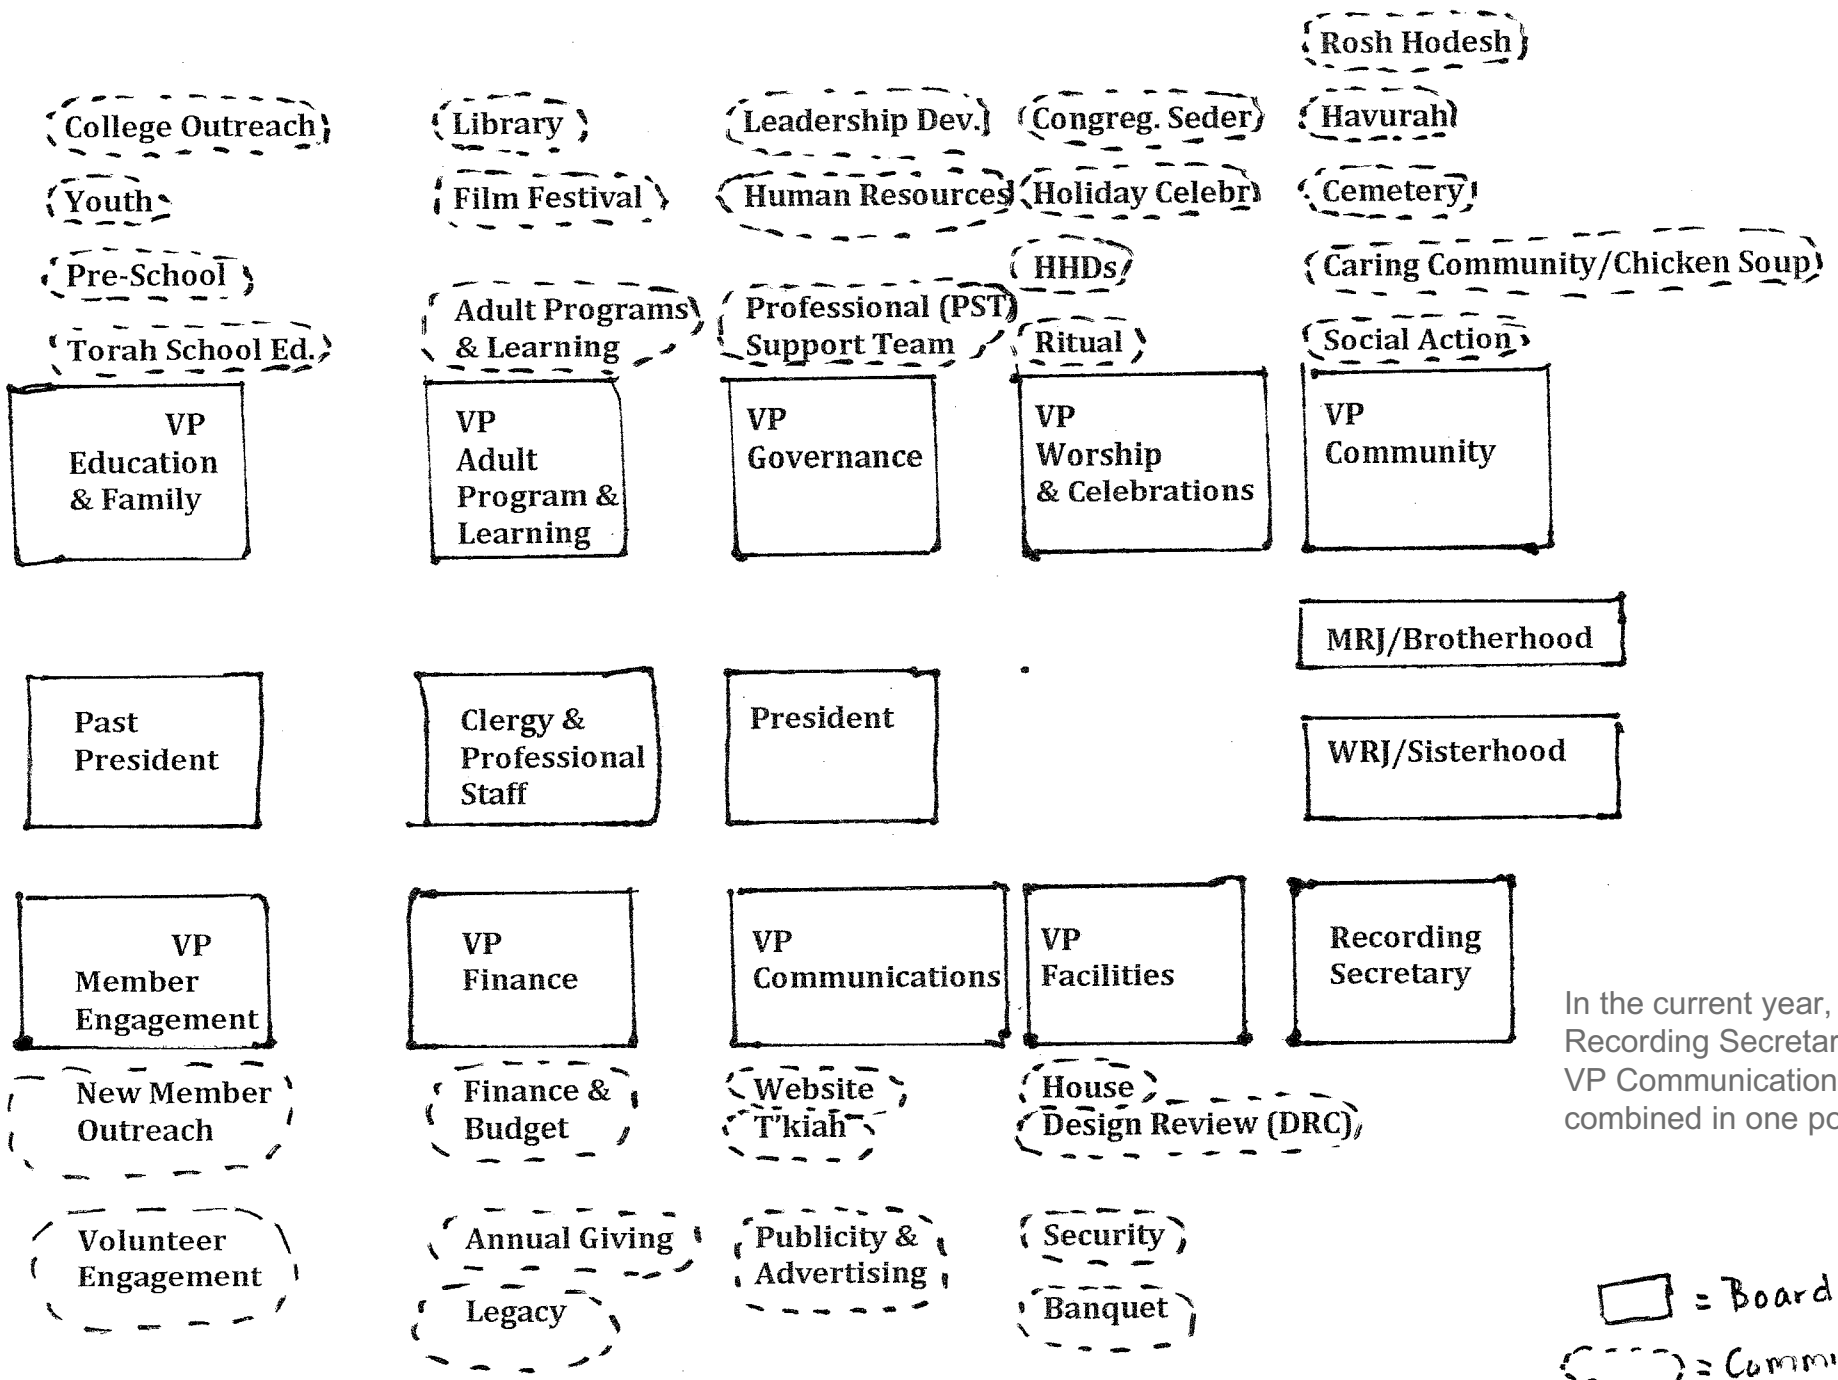 Rosh Hodesh
College Outreach
Library
Leadership Dev.
Congreg. Seder
Havurah
Youth
Film Festival
Human Resources
Holiday Celebr
Cemetery
Pre-School
HHDs
Caring Community/Chicken Soup
Torah School Ed.
Adult Programs
& Learning
Professional (PST)
Support Team
Ritual
Social Action
VP
Education
& Family
VP
Adult
Program &
Learning
VP
Governance
VP
Worship
& Celebrations
VP
Community
MRJ/Brotherhood
WRJ/Sisterhood
Past
President
Clergy &
Professional
Staff
President
VP
Member
Engagement
VP
Finance
VP
Communications
VP
Facilities
Recording
Secretary
In the current year,
Recording Secretar
VP Communication
combined in one po
New Member
Outreach
Finance &
Budget
Website
T'kiah
House
Design Review (DRC)
Volunteer
Engagement
Annual Giving
Legacy
Publicity &
Advertising
Security
Banquet
= Board
= Commi